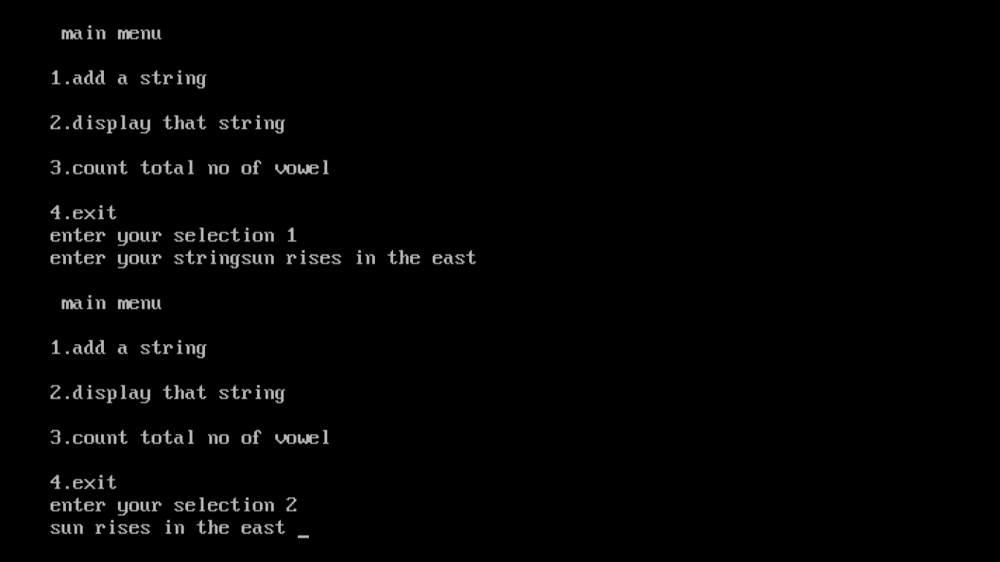 main menu
1.add a string
2.display that string
3.count total no of vowel
4.exit
enter your selection 1
enter your stringsun rises in the east
main menu
1.add a string
2.display that string
3.count total no of vowel
4.exit
enter your selection 2
sun rises in the east _